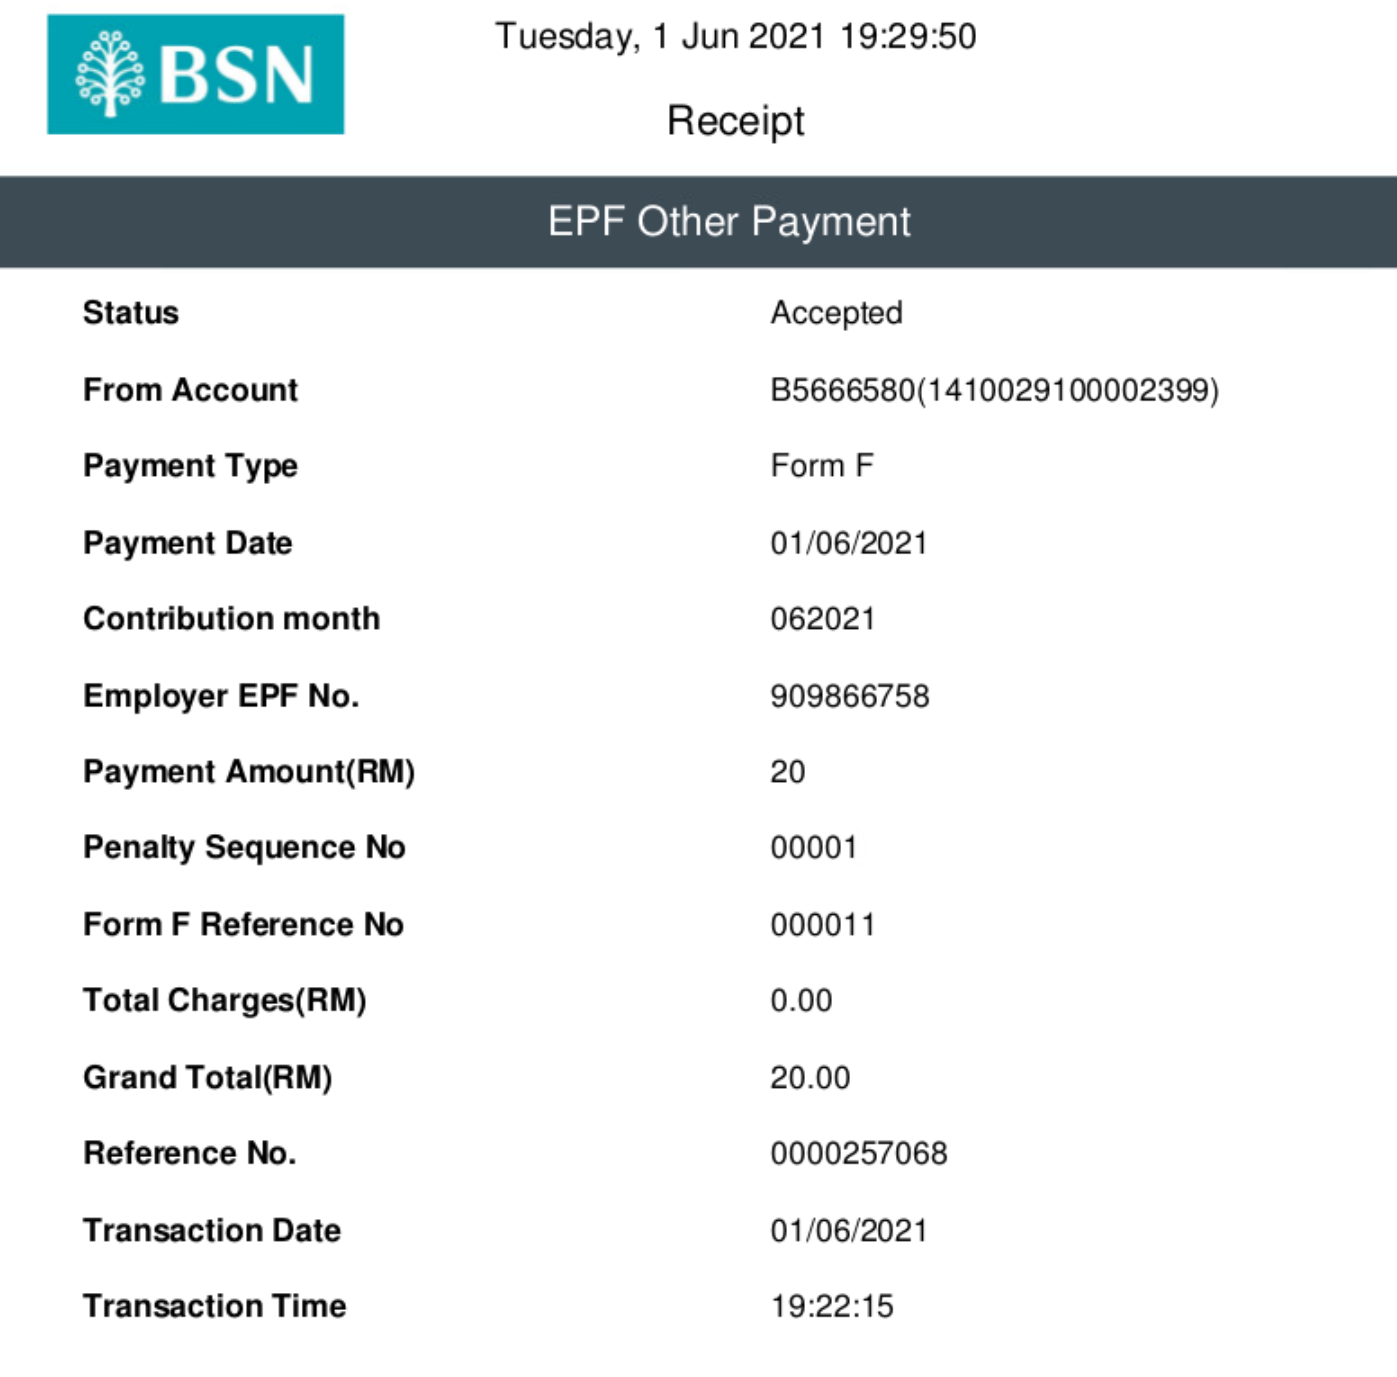 BSN
Tuesday, 1 Jun 2021 19:29:50
Receipt
EPF Other Payment
Status Accepted
From Account B5666580(1410029100002399)
Payment Type Form F
Payment Date 01/06/2021
Contribution month 062021
Employer EPF No. 909866758
Payment Amount(RM) 20
Penalty Sequence No 00001
Form F Reference No 000011
Total Charges(RM) 0.00
Grand Total(RM) 20.00
Reference No. 0000257068
Transaction Date 01/06/2021
Transaction Time 19:22:15